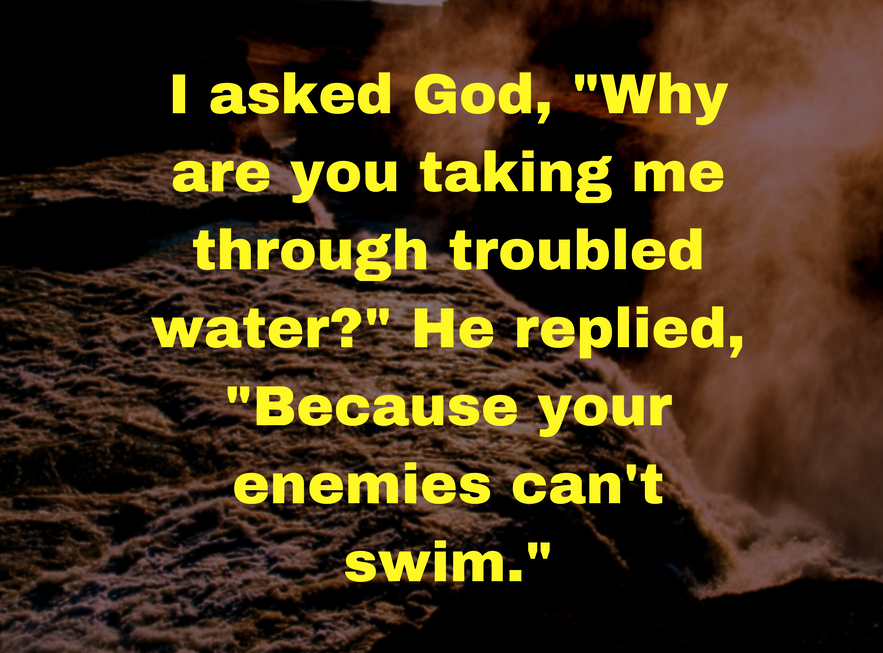 I asked God, "Why
are you taking me
through troubled
water?" He replied,
"Because your
enemies can't
swim."